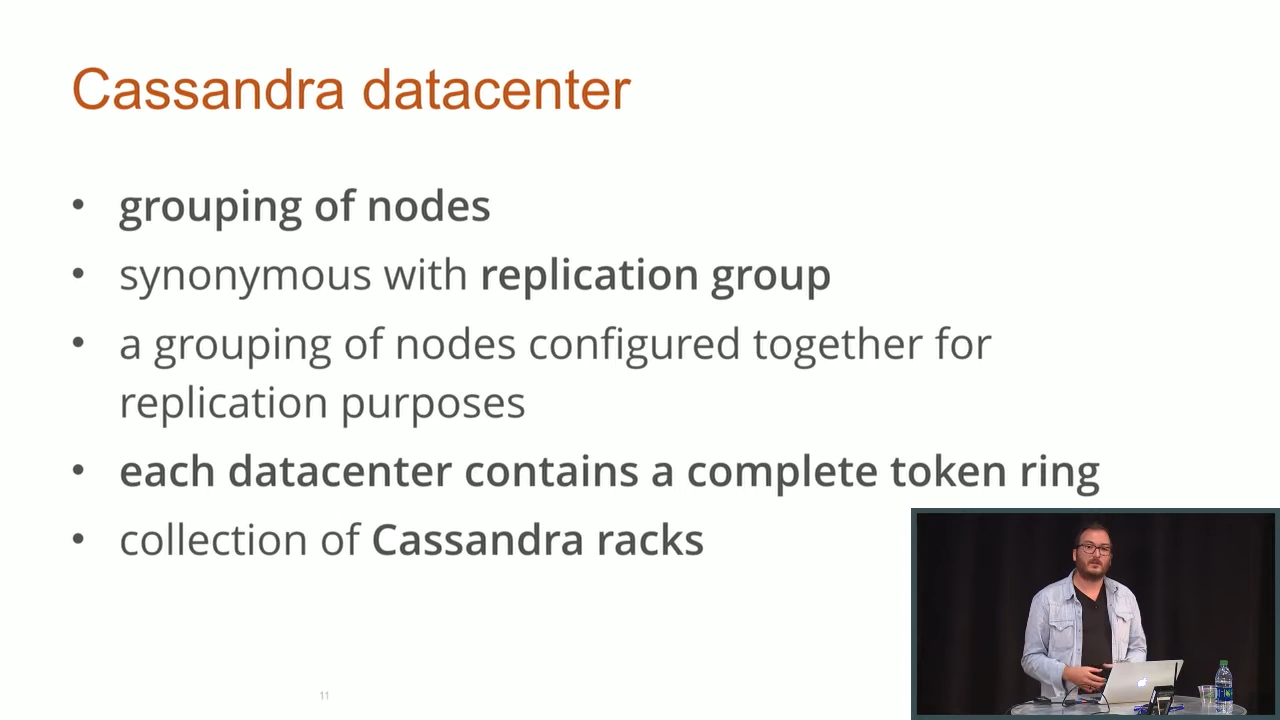 Cassandra datacenter
• grouping of nodes
• synonymous with replication group
• a grouping of nodes configured together for
replication purposes
• each datacenter contains a complete token ring
• collection of Cassandra racks
11